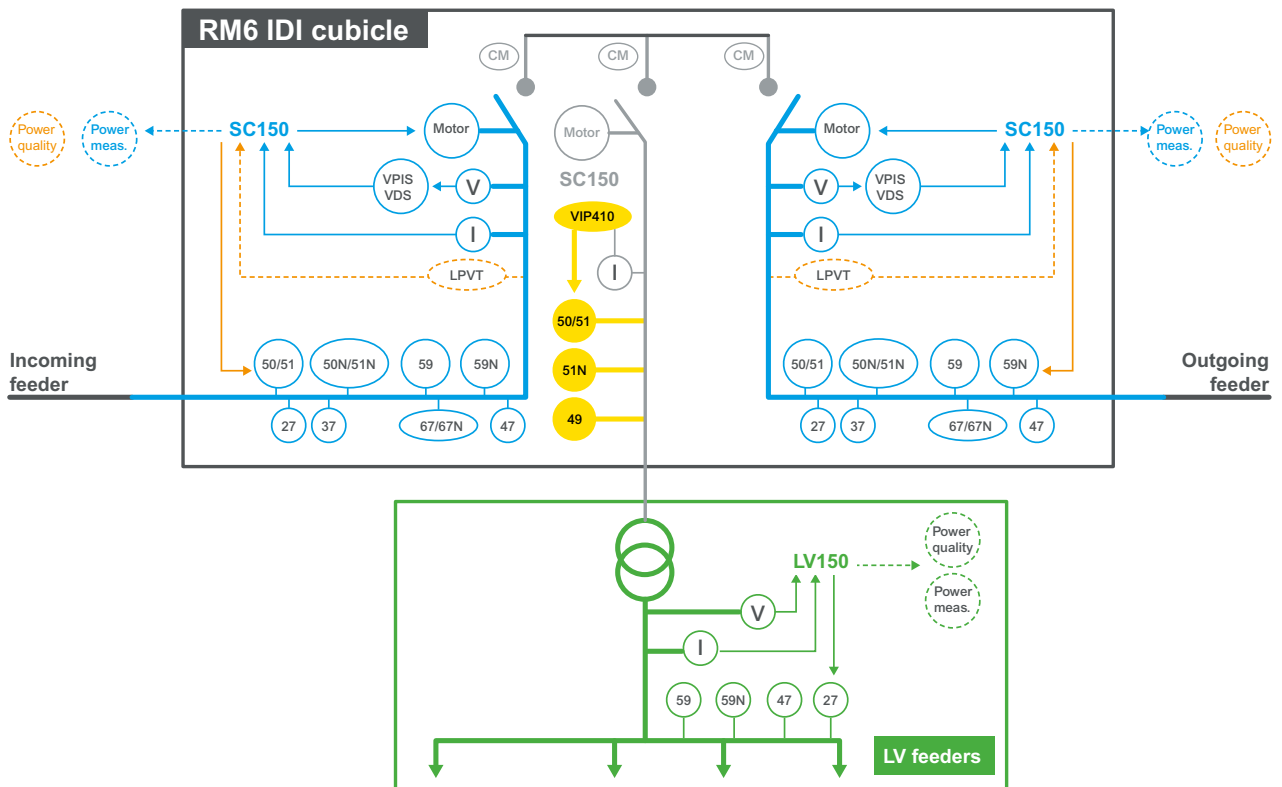 RM6 IDI cubicle
CM
CM
CM
Power
quality
Power
meas.
SC150
Motor
Motor
Motor
SC150
Power
meas.
Power
quality
VPIS
VDS
V
SC150
V
VPIS
VDS
VIP410
I
I
I
LPVT
LPVT
50/51
51N
49
Incoming
feeder
50/51
50N/51N
59
59N
27
37
67/67N
47
50/51
50N/51N
59
59N
27
37
67/67N
47
Outgoing
feeder
LV150
Power
quality
Power
meas.
V
I
59
59N
47
27
LV feeders